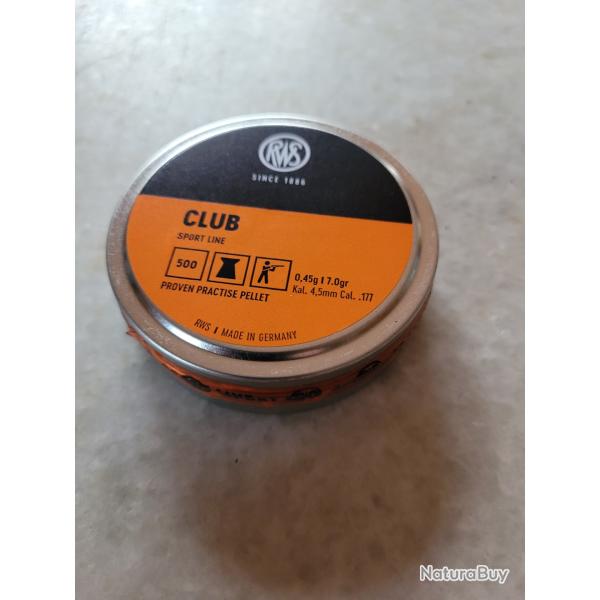 RWS
SINCE 1886
CLUB
SPORT LINE
500
0,45g I 7.0gr
Kal. 4,5mm Cal. .177
PROVEN PRACTISE PELLET
RWS I MADE IN GERMANY
NaturaBuy